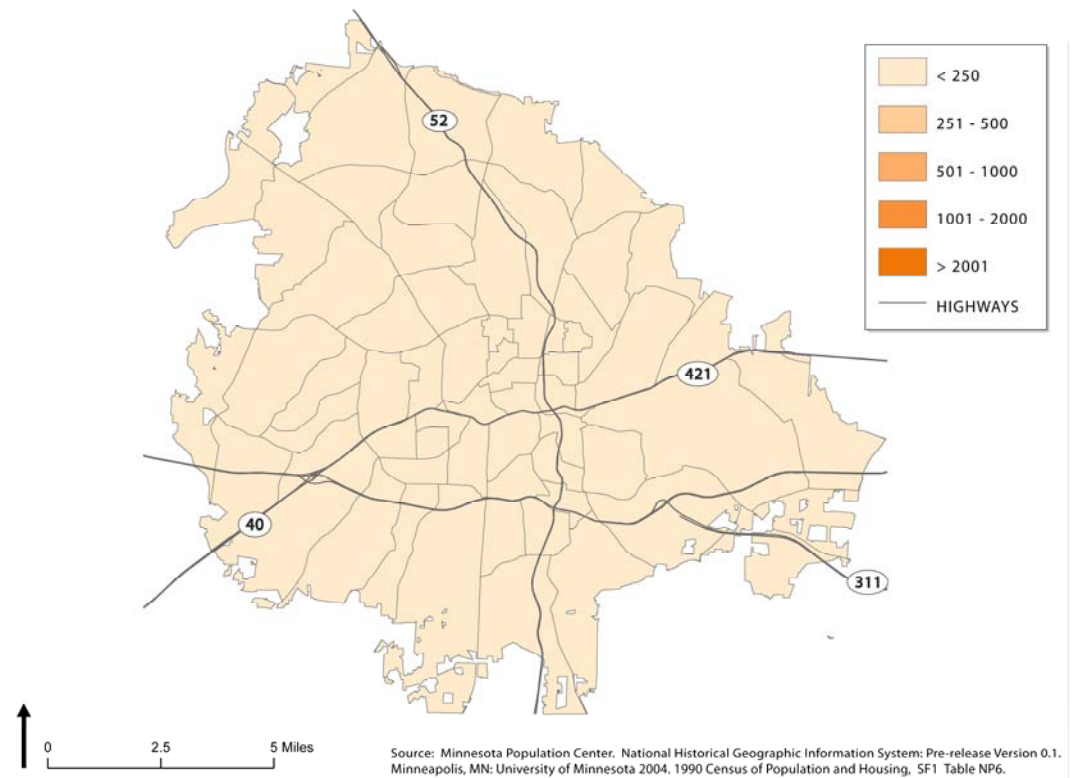 52
< 250
251 - 500
501 - 1000
1001 - 2000
> 2001
HIGHWAYS
421
40
311
0 2.5 5 Miles
Source: Minnesota Population Center. National Historical Geographic Information System: Pre-release Version 0.1.
Minneapolis, MN: University of Minnesota 2004. 1990 Census of Population and Housing, SF1 Table NP6.